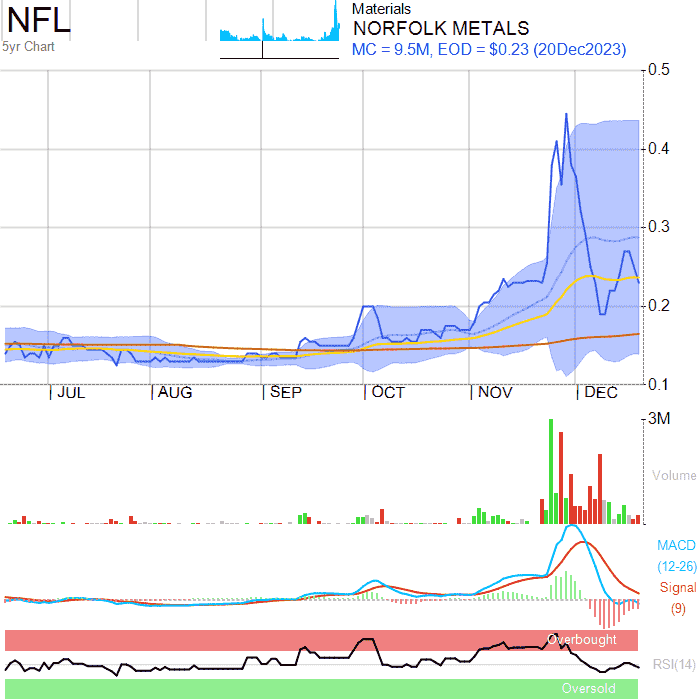 NFL
Materials
NORFOLK METALS
5yr Chart
MC = 9.5M, EOD = $0.23 (20Dec2023)
0.5
0.4
0.3
0.2
0.1
JUL
AUG
SEP
OCT
NOV
DEC
3M
Volume
MACD
(12-26)
Signal
(9)
Overbought
RSI(14)
Oversold